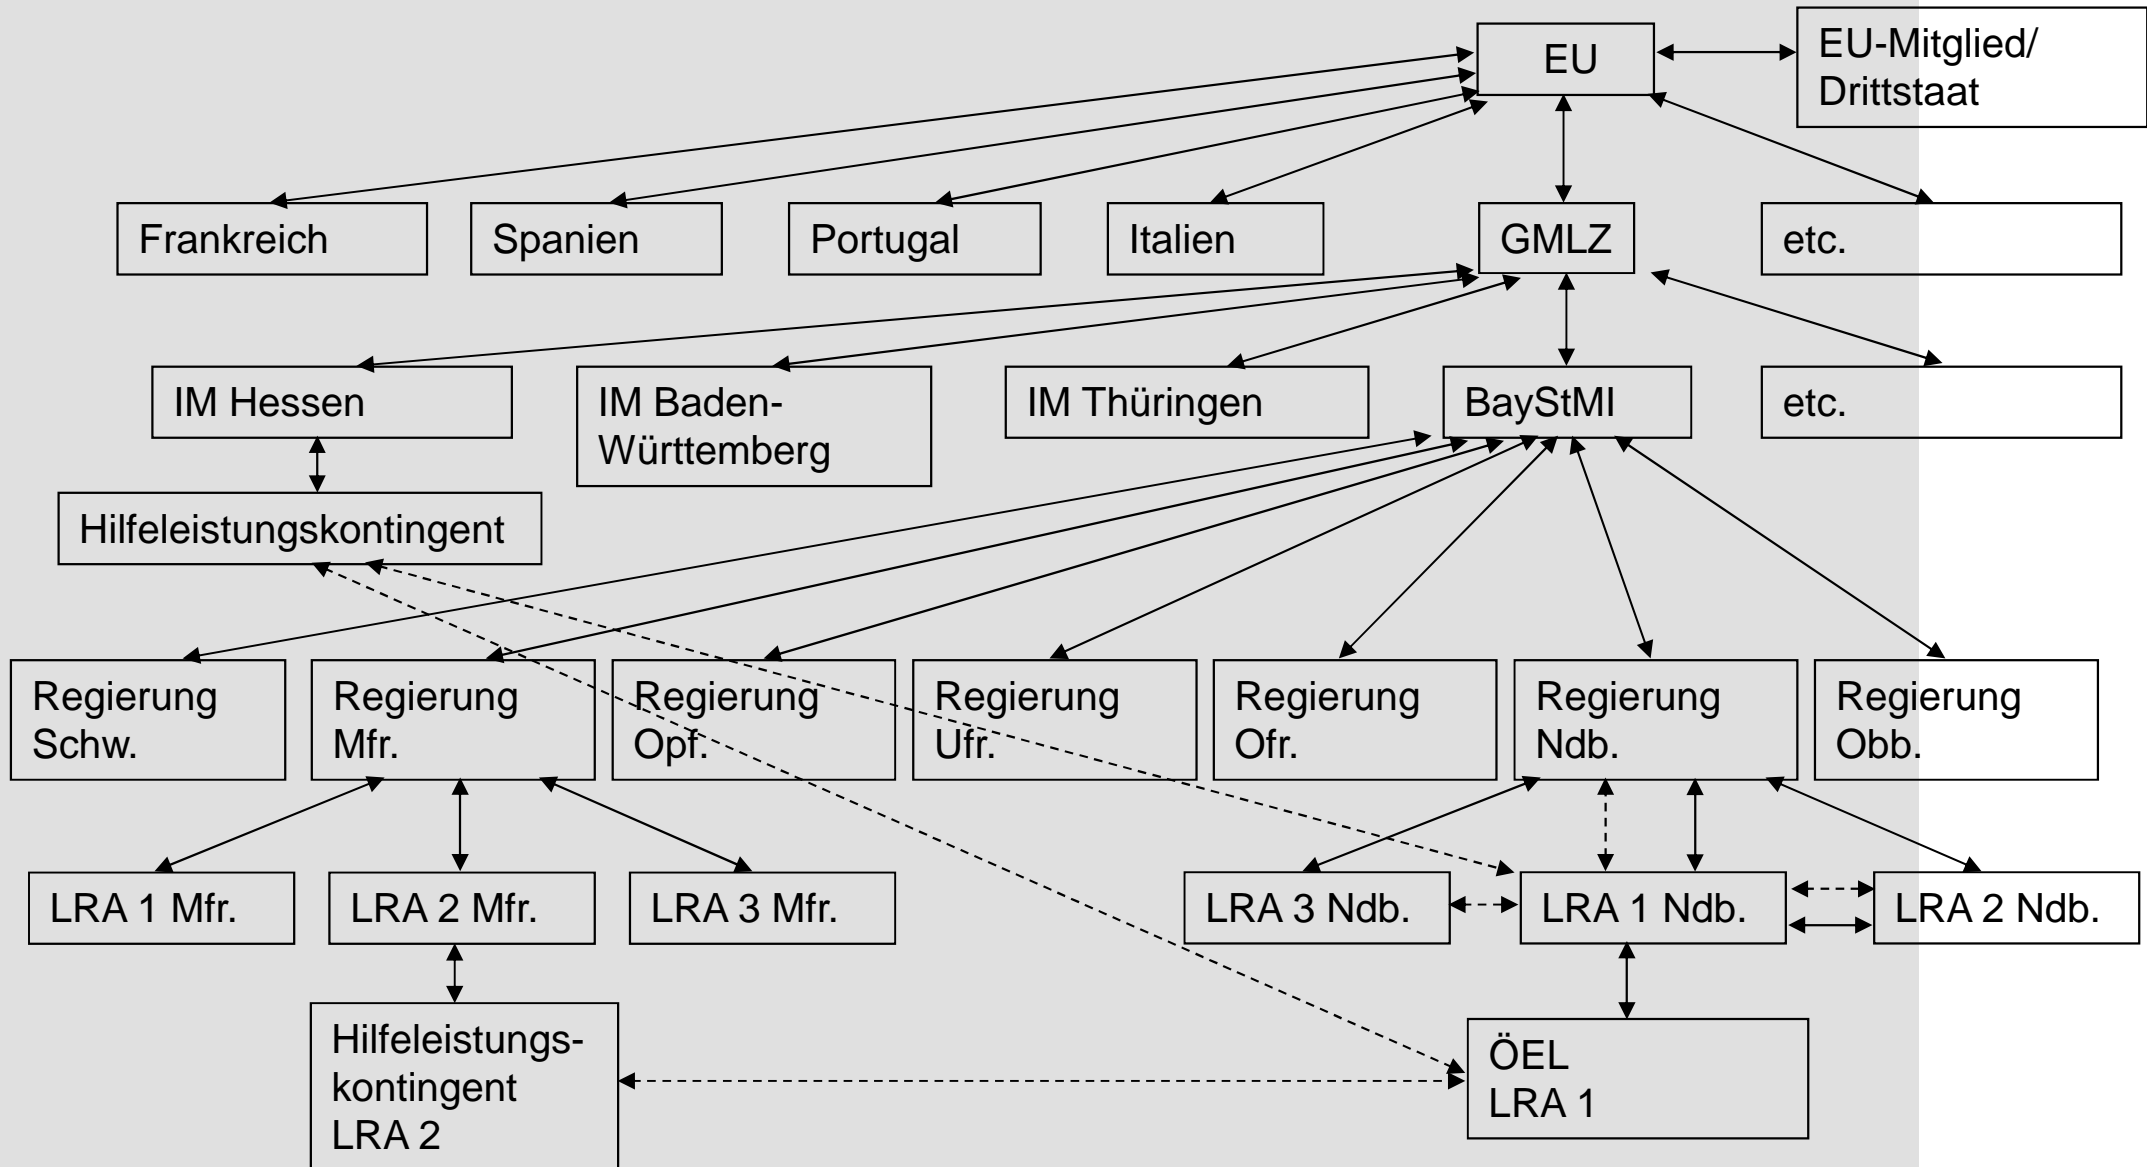 EU
EU-Mitglied/
Drittstaat
Frankreich
Spanien
Portugal
Italien
GMLZ
etc.
IM Hessen
IM Baden-
Württemberg
IM Thüringen
BayStMI
etc.
Hilfeleistungskontingent
Regierung
Schw.
Regierung
Mfr.
Regierung
Opf.
Regierung
Ufr.
Regierung
Ofr.
Regierung
Ndb.
Regierung
Obb.
LRA 1 Mfr.
LRA 2 Mfr.
LRA 3 Mfr.
LRA 3 Ndb.
LRA 1 Ndb.
LRA 2 Ndb.
Hilfeleistungs-
kontingent
LRA 2
ÖEL
LRA 1